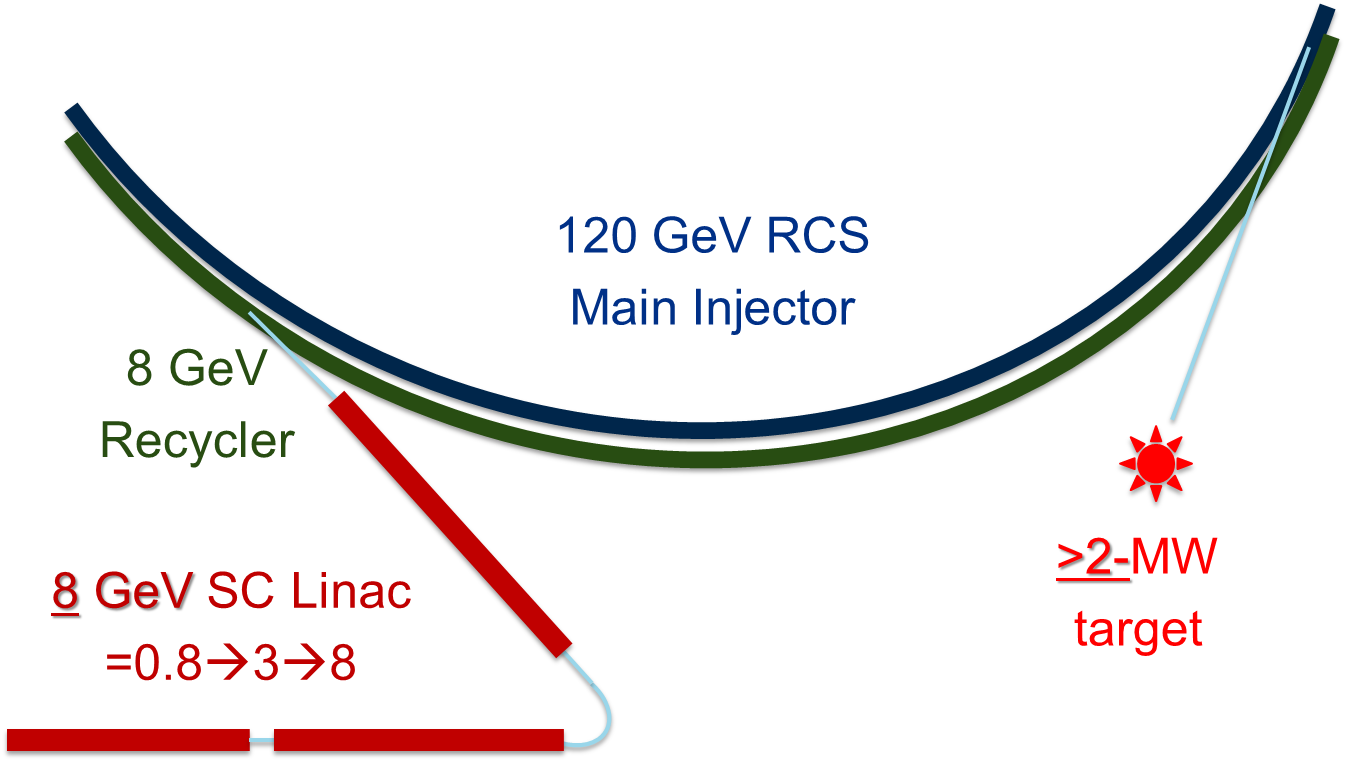 120 GeV RCS
Main Injector
8 GeV
Recycler
8 GeV SC Linac
=0.8→3→8
>2-MW
target